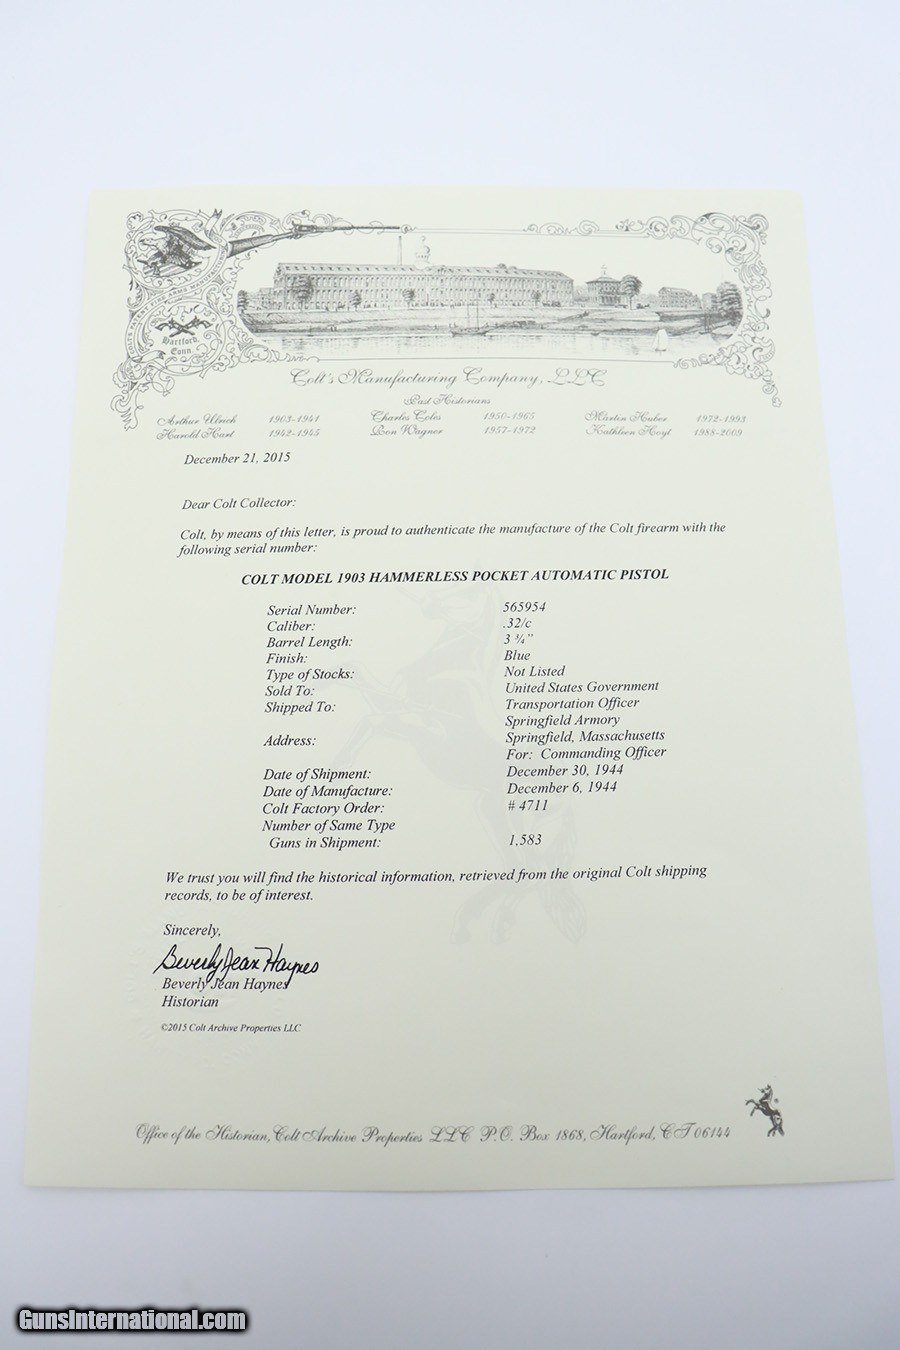 Hartford,
Conn.
Colt's Manufacturing Company, LLC
Past Historians
Arthur Ulrich 1903-1941 Charles Coles 1950-1965 Martin Huber 1972-1993
Harold Hart 1942-1945 Ron Wagner 1957-1972 Kathleen Hoyt 1988-2009
December 21, 2015
Dear Colt Collector:
Colt, by means of this letter, is proud to authenticate the manufacture of the Colt firearm with the
following serial number:
COLT MODEL 1903 HAMMERLESS POCKET AUTOMATIC PISTOL
Serial Number: 565954
Caliber: .32/c
Barrel Length: 3 ¾"
Finish: Blue
Type of Stocks: Not Listed
Sold To: United States Government
Shipped To: Transportation Officer
Springfield Armory
Address: Springfield, Massachusetts
For: Commanding Officer
Date of Shipment: December 30, 1944
Date of Manufacture: December 6, 1944
Colt Factory Order: # 4711
Number of Same Type
Guns in Shipment: 1,583
We trust you will find the historical information, retrieved from the original Colt shipping
records, to be of interest.
Sincerely,
Beverly Jean Haynes
Beverly Jean Haynes
Historian
©2015 Colt Archive Properties LLC
Office of the Historian, Colt Archive Properties LLC P.O. Box 1868, Hartford, CT 06144
GunsInternational.com